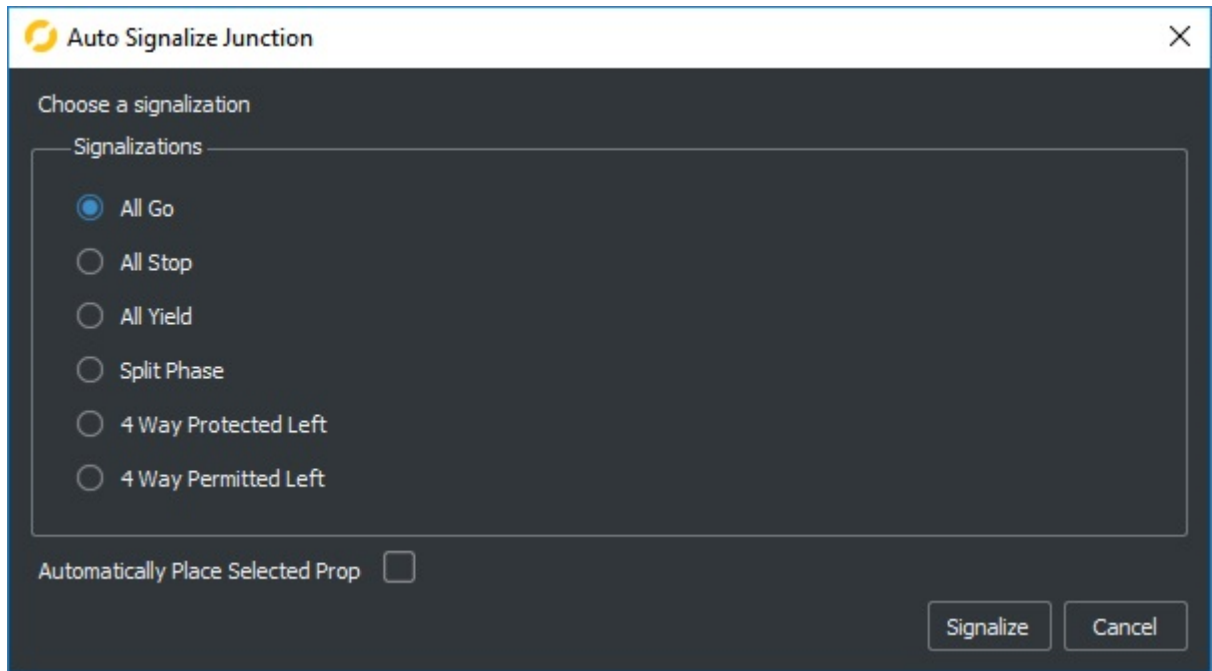 Auto Signalize Junction
Choose a signalization
Signalizations
All Go
All Stop
All Yield
Split Phase
4 Way Protected Left
4 Way Permitted Left
Automatically Place Selected Prop
Signalize Cancel